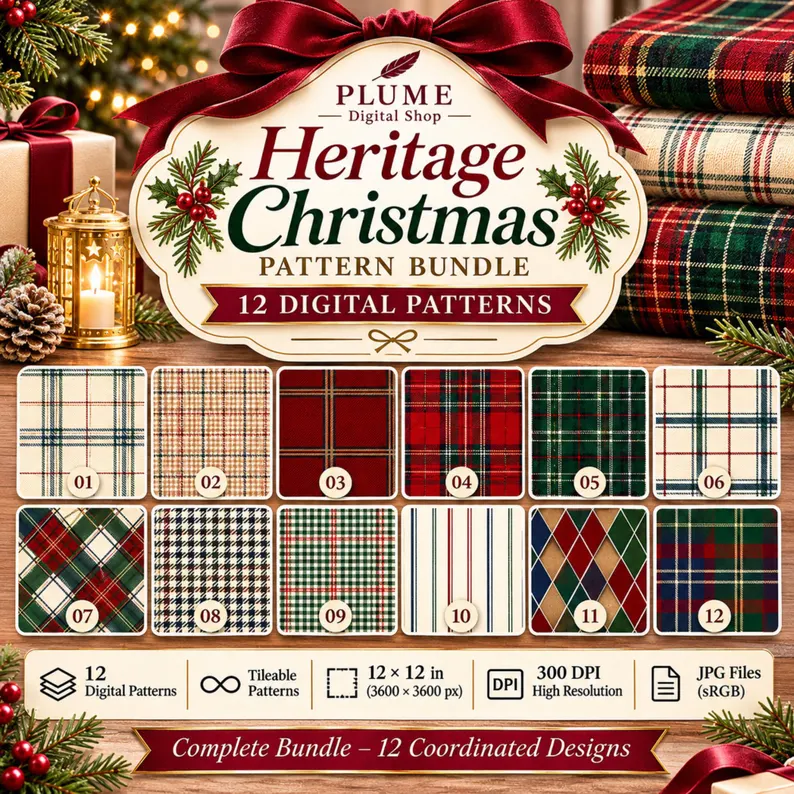 PLUME
Digital Shop
Heritage
Christmas
PATTERN BUNDLE
12 DIGITAL PATTERNS
01
02
03
04
05
06
07
08
09
10
11
12
12
Digital Patterns
Tileable
Patterns
12 × 12 in
(3600 × 3600 px)
DPI
300 DPI
High Resolution
JPG Files
(sRGB)
Complete Bundle – 12 Coordinated Designs